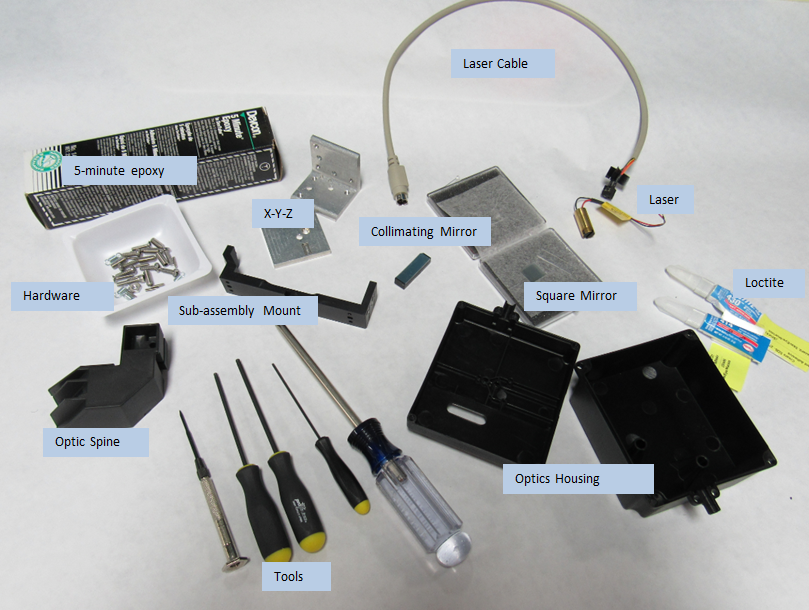 Laser Cable
Devcon
5 Minute
Epoxy
5-minute epoxy
X-Y-Z
Laser
Collimating Mirror
Hardware
Sub-assembly Mount
Square Mirror
Loctite
Optic Spine
Optics Housing
Tools